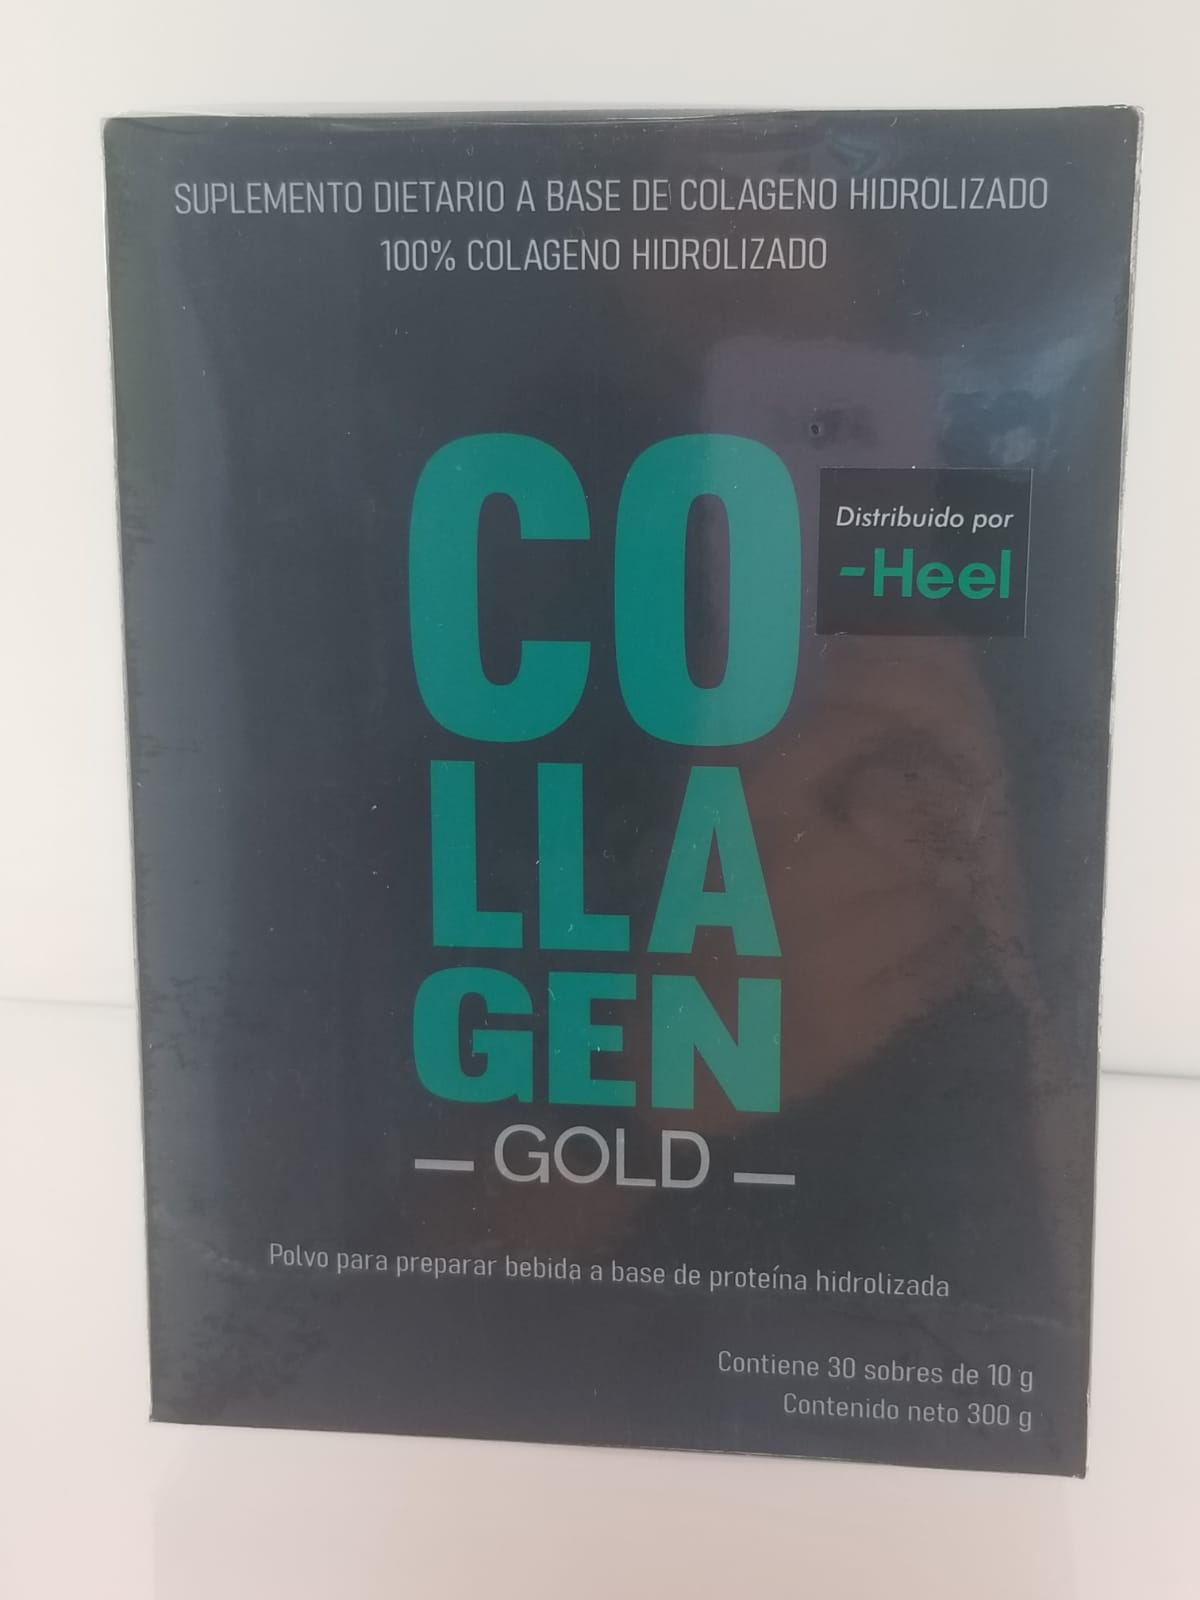 SUPLEMENTO DIETARIO A BASE DE COLAGENO HIDROLIZADO
100% COLAGENO HIDROLIZADO
CO
Distribuido por
-Heel
LLA
GEN
— GOLD —
Polvo para preparar bebida a base de proteína hidrolizada
Contiene 30 sobres de 10 g
Contenido neto 300 g